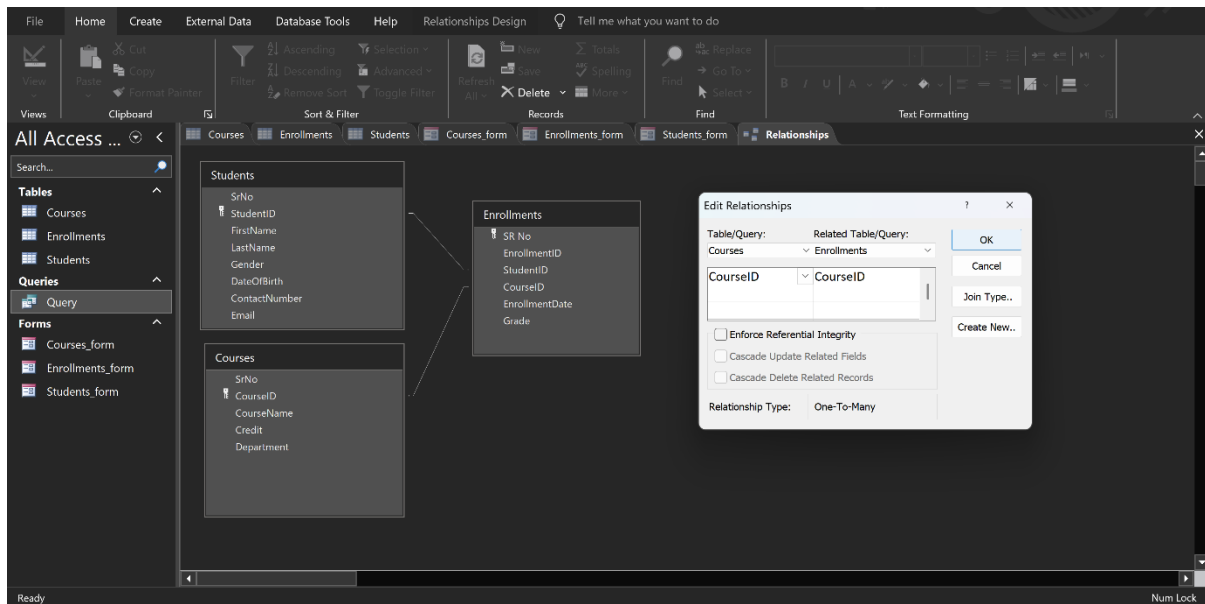 File Home Create External Data Database Tools Help Relationships Design Tell me what you want to do
View
Paste
Cut
Copy
Format Painter
Filter
Ascending
Descending
Remove Sort
Selection
Advanced
Toggle Filter
Refresh
All
New
Save
Delete
Totals
Spelling
More
Find
Replace
Go To
Select
B I U A
Views Clipboard Sort & Filter Records Find Text Formatting
All Access ...
Search...
Tables
Courses
Enrollments
Students
Queries
Query
Forms
Courses_form
Enrollments_form
Students_form
Courses Enrollments Students Courses_form Enrollments_form Students_form Relationships
Students
SrNo
StudentID
FirstName
LastName
Gender
DateOfBirth
ContactNumber
Email
Courses
SrNo
CourseID
CourseName
Credit
Department
Enrollments
SR No
EnrollmentID
StudentID
CourseID
EnrollmentDate
Grade
Edit Relationships ?
Table/Query: Related Table/Query:
Courses Enrollments
CourseID CourseID
Enforce Referential Integrity
Cascade Update Related Fields
Cascade Delete Related Records
Relationship Type: One-To-Many
OK
Cancel
Join Type..
Create New..
Ready Num Lock